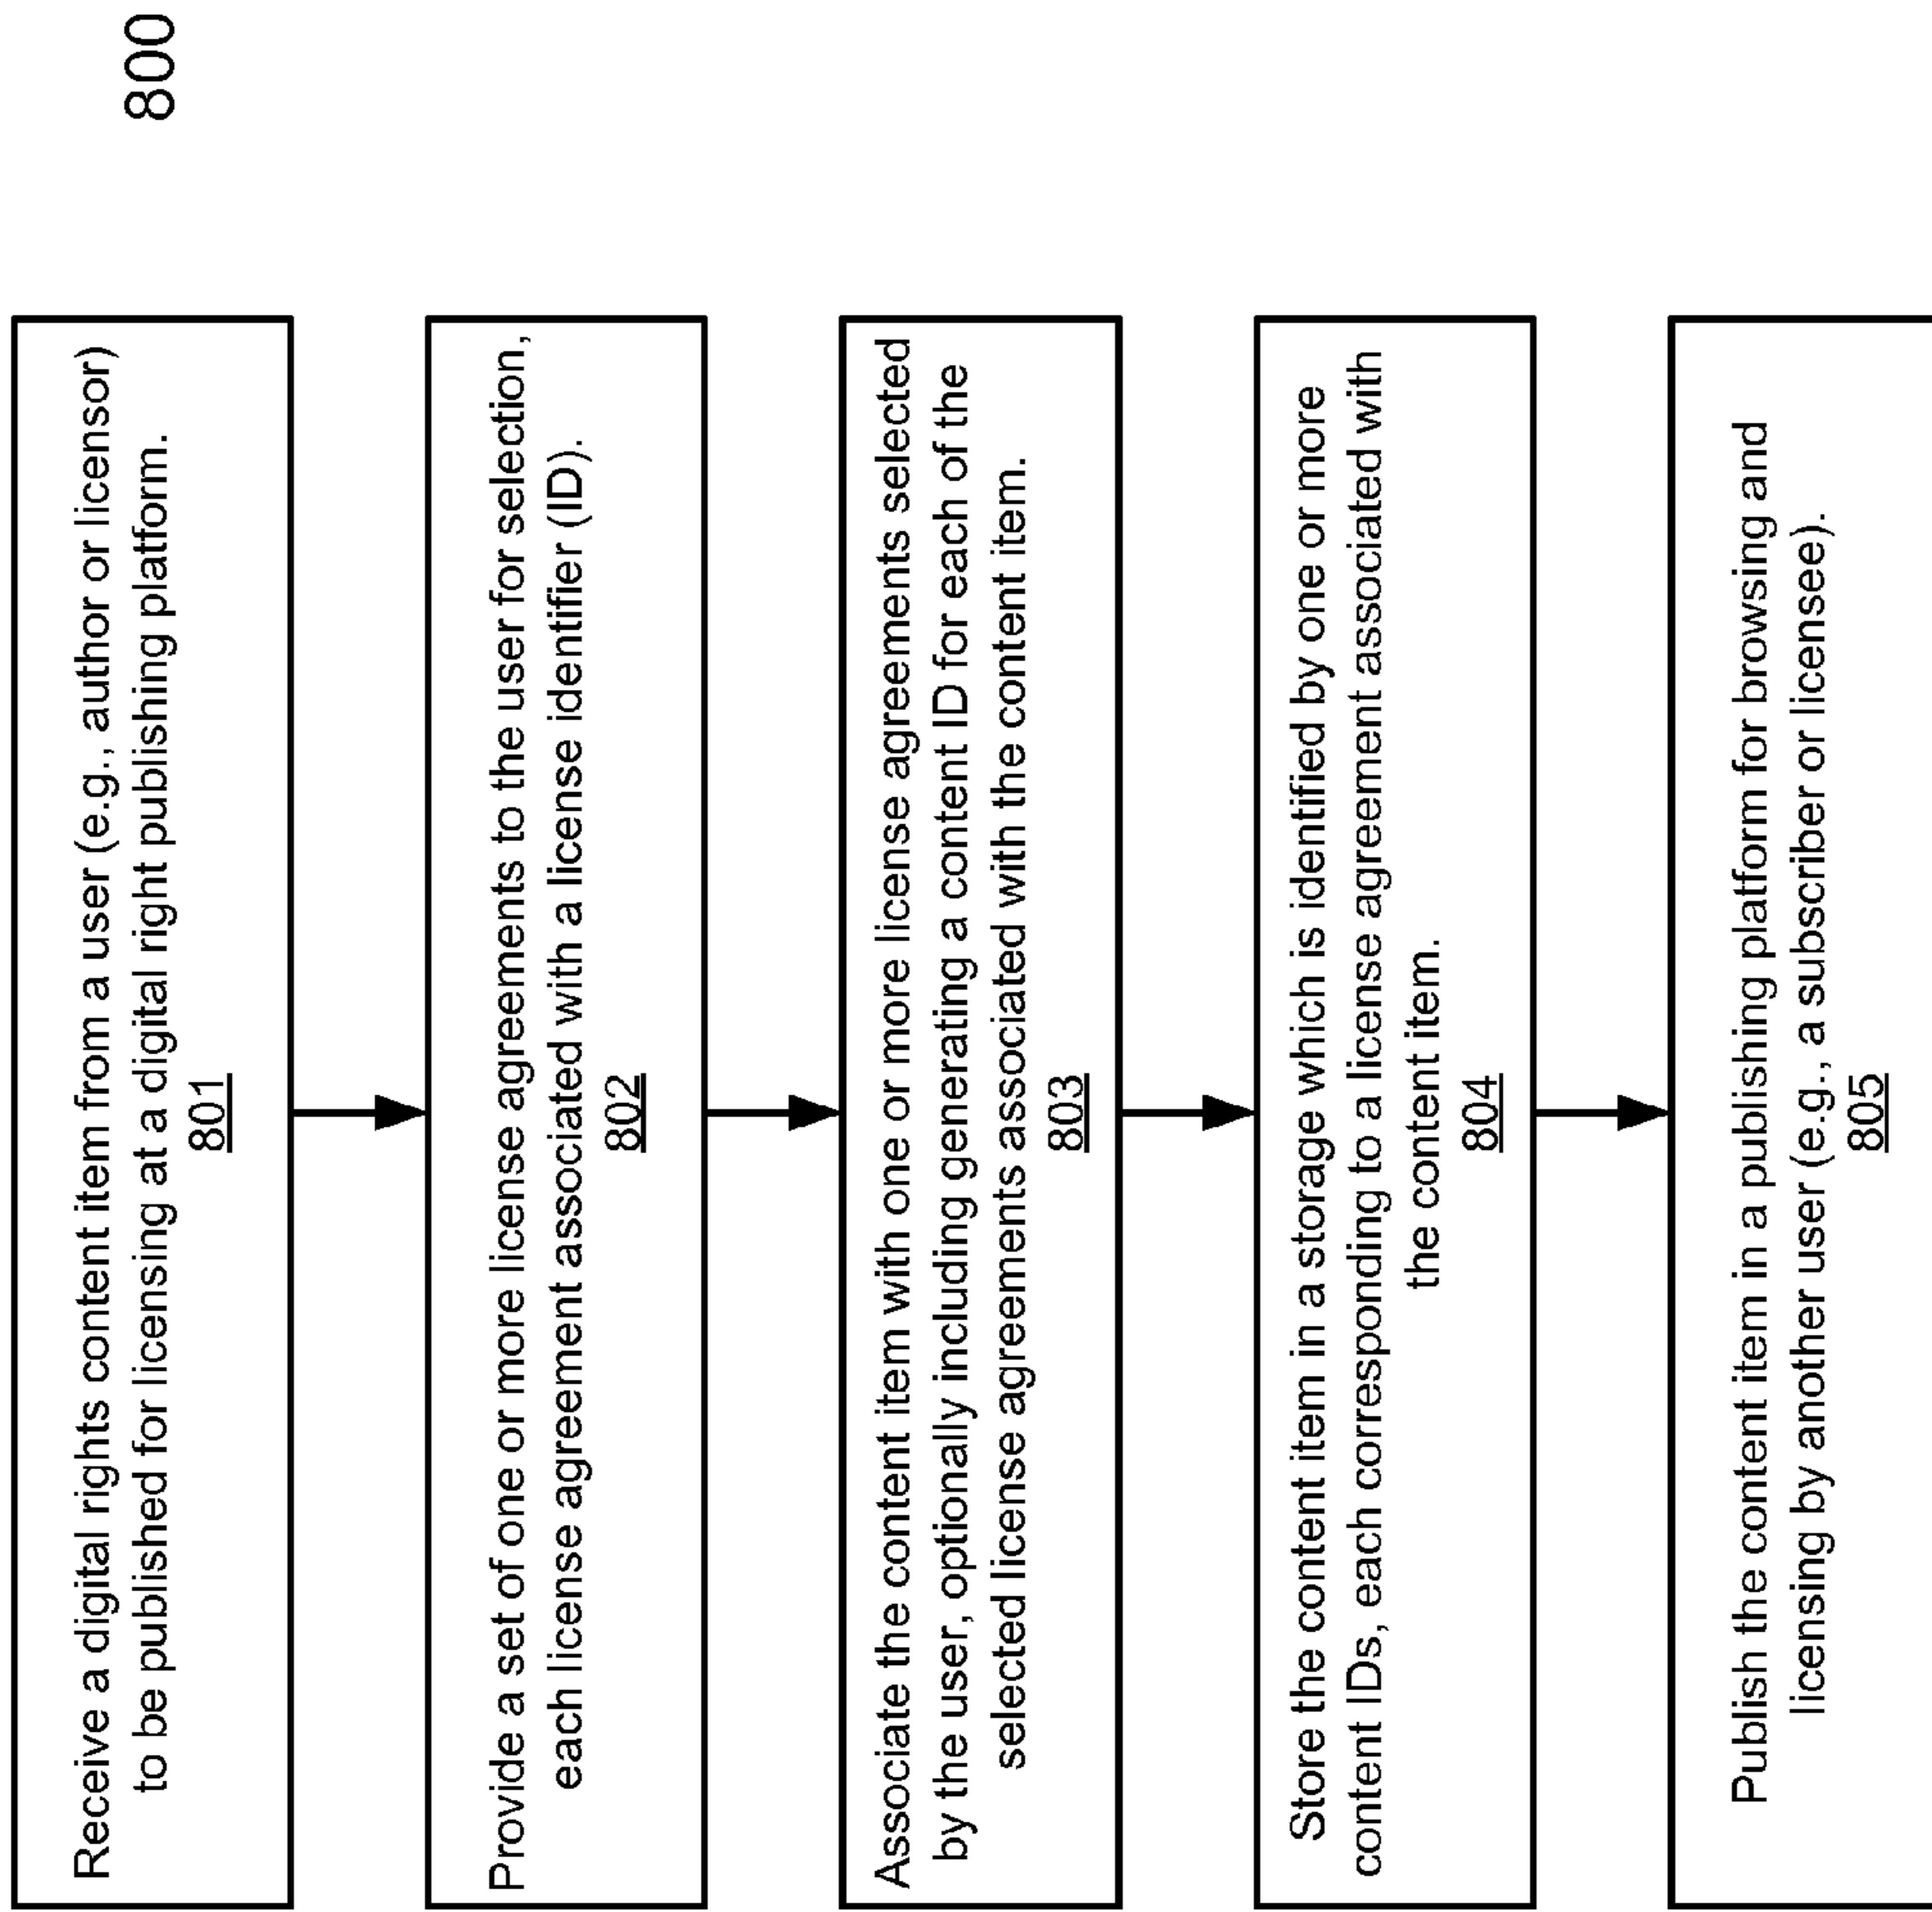 800
Receive a digital rights content item from a user (e.g., author or licensor)
to be published for licensing at a digital right publishing platform.
801
Provide a set of one or more license agreements to the user for selection,
each license agreement associated with a license identifier (ID).
802
Associate the content item with one or more license agreements selected
by the user, optionally including generating a content ID for each of the
selected license agreements associated with the content item.
803
Store the content item in a storage which is identified by one or more
content IDs, each corresponding to a license agreement associated with
the content item.
804
Publish the content item in a publishing platform for browsing and
licensing by another user (e.g., a subscriber or licensee).
805